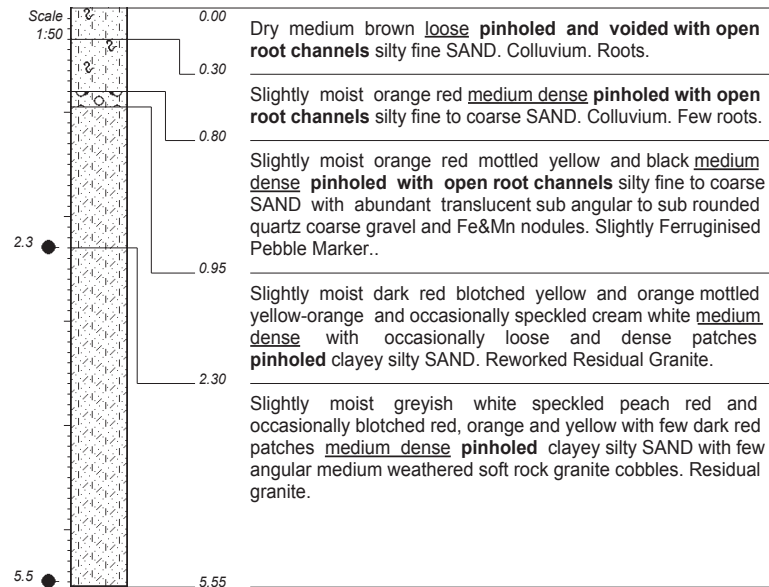 Scale
1:50
0.00
Dry medium brown loose pinholed and voided with open
root channels silty fine SAND. Colluvium. Roots.
0.30
Slightly moist orange red medium dense pinholed with open
root channels silty fine to coarse SAND. Colluvium. Few roots.
0.80
Slightly moist orange red mottled yellow and black medium
dense pinholed with open root channels silty fine to coarse
SAND with abundant translucent sub angular to sub rounded
quartz coarse gravel and Fe&Mn nodules. Slightly Ferruginised
Pebble Marker..
2.3
0.95
Slightly moist dark red blotched yellow and orange mottled
yellow-orange and occasionally speckled cream white medium
dense with occasionally loose and dense patches
pinholed clayey silty SAND. Reworked Residual Granite.
2.30
Slightly moist greyish white speckled peach red and
occasionally blotched red, orange and yellow with few dark red
patches medium dense pinholed clayey silty SAND with few
angular medium weathered soft rock granite cobbles. Residual
granite.
5.5
5.55